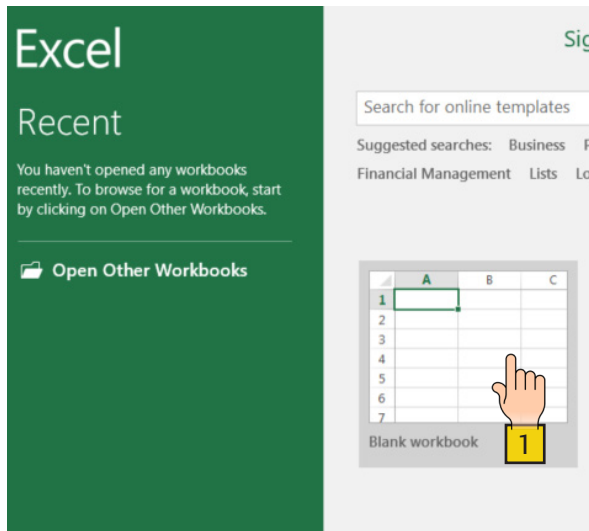 Excel
Recent
You haven't opened any workbooks
recently. To browse for a workbook, start
by clicking on Open Other Workbooks.
Open Other Workbooks
Search for online templates
Suggested searches: Business
Financial Management Lists
A B C
1
2
3
4
5
6
7
Blank workbook
1